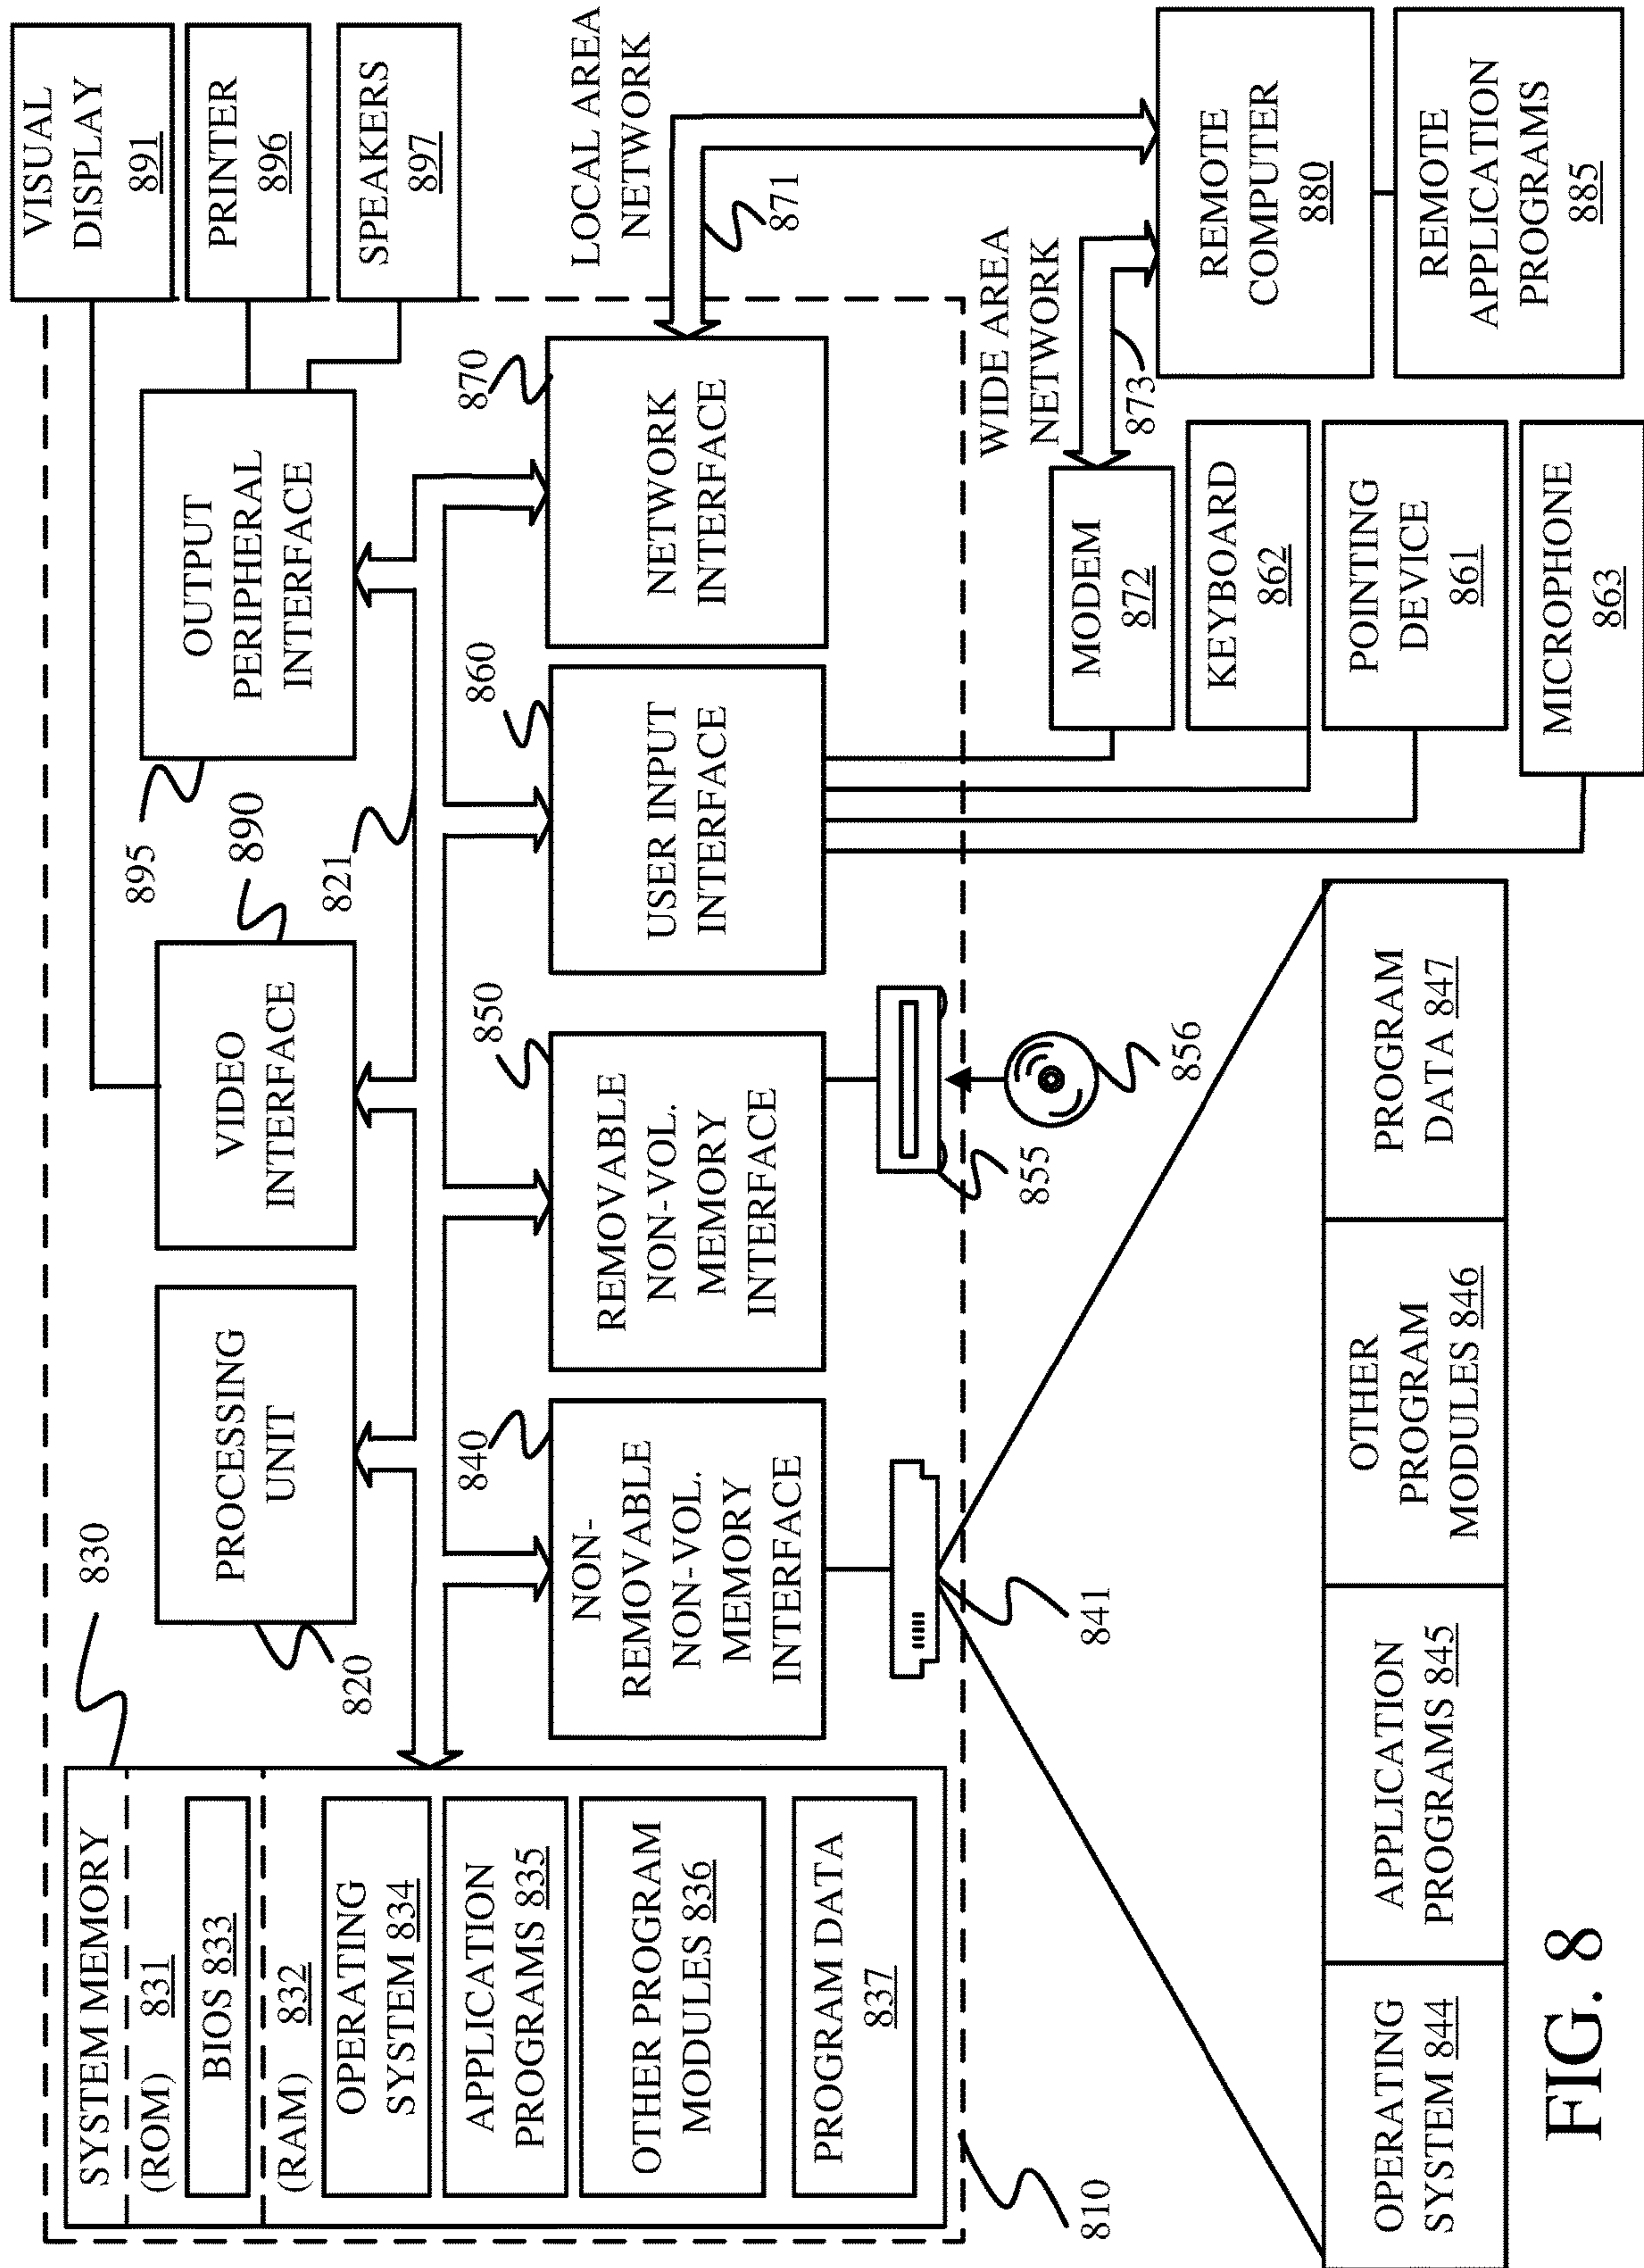 SYSTEM MEMORY
(ROM) 831
BIOS 833
(RAM) 832
OPERATING
SYSTEM 834
APPLICATION
PROGRAMS 835
OTHER PROGRAM
MODULES 836
PROGRAM DATA
837
810
830
PROCESSING
UNIT
820
VIDEO
INTERFACE
890
OUTPUT
PERIPHERAL
INTERFACE
895
821
VISUAL
DISPLAY
891
PRINTER
896
SPEAKERS
897
NON-
REMOVABLE
NON-VOL.
MEMORY
INTERFACE
840
REMOVABLE
NON-VOL.
MEMORY
INTERFACE
850
USER INPUT
INTERFACE
860
NETWORK
INTERFACE
870
LOCAL AREA
NETWORK
871
841
855
856
WIDE AREA
NETWORK
873
MODEM
872
KEYBOARD
862
POINTING
DEVICE
861
MICROPHONE
863
REMOTE
COMPUTER
880
REMOTE
APPLICATION
PROGRAMS
885
OPERATING
SYSTEM 844
APPLICATION
PROGRAMS 845
OTHER
PROGRAM
MODULES 846
PROGRAM
DATA 847
FIG. 8